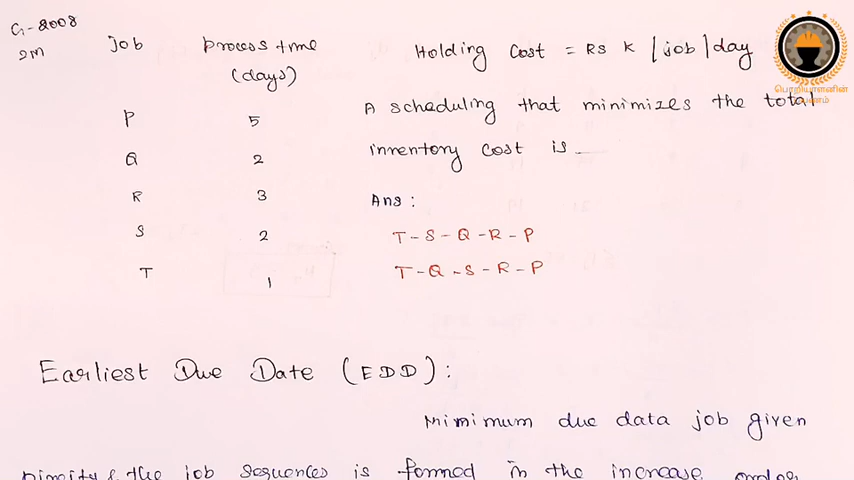 G-2008
2M
Job Process time (days)
P 5
Q 2
R 3
S 2
T 1
Holding Cost = RS K / job / day
A scheduling that minimizes the total
inventory cost is
Ans:
T-S-Q-R-P
T-Q-S-R-P
பொறியாளனின்
Earliest Due Date (EDD):
Minimum due data job given
the job sequences is formed in the increase order